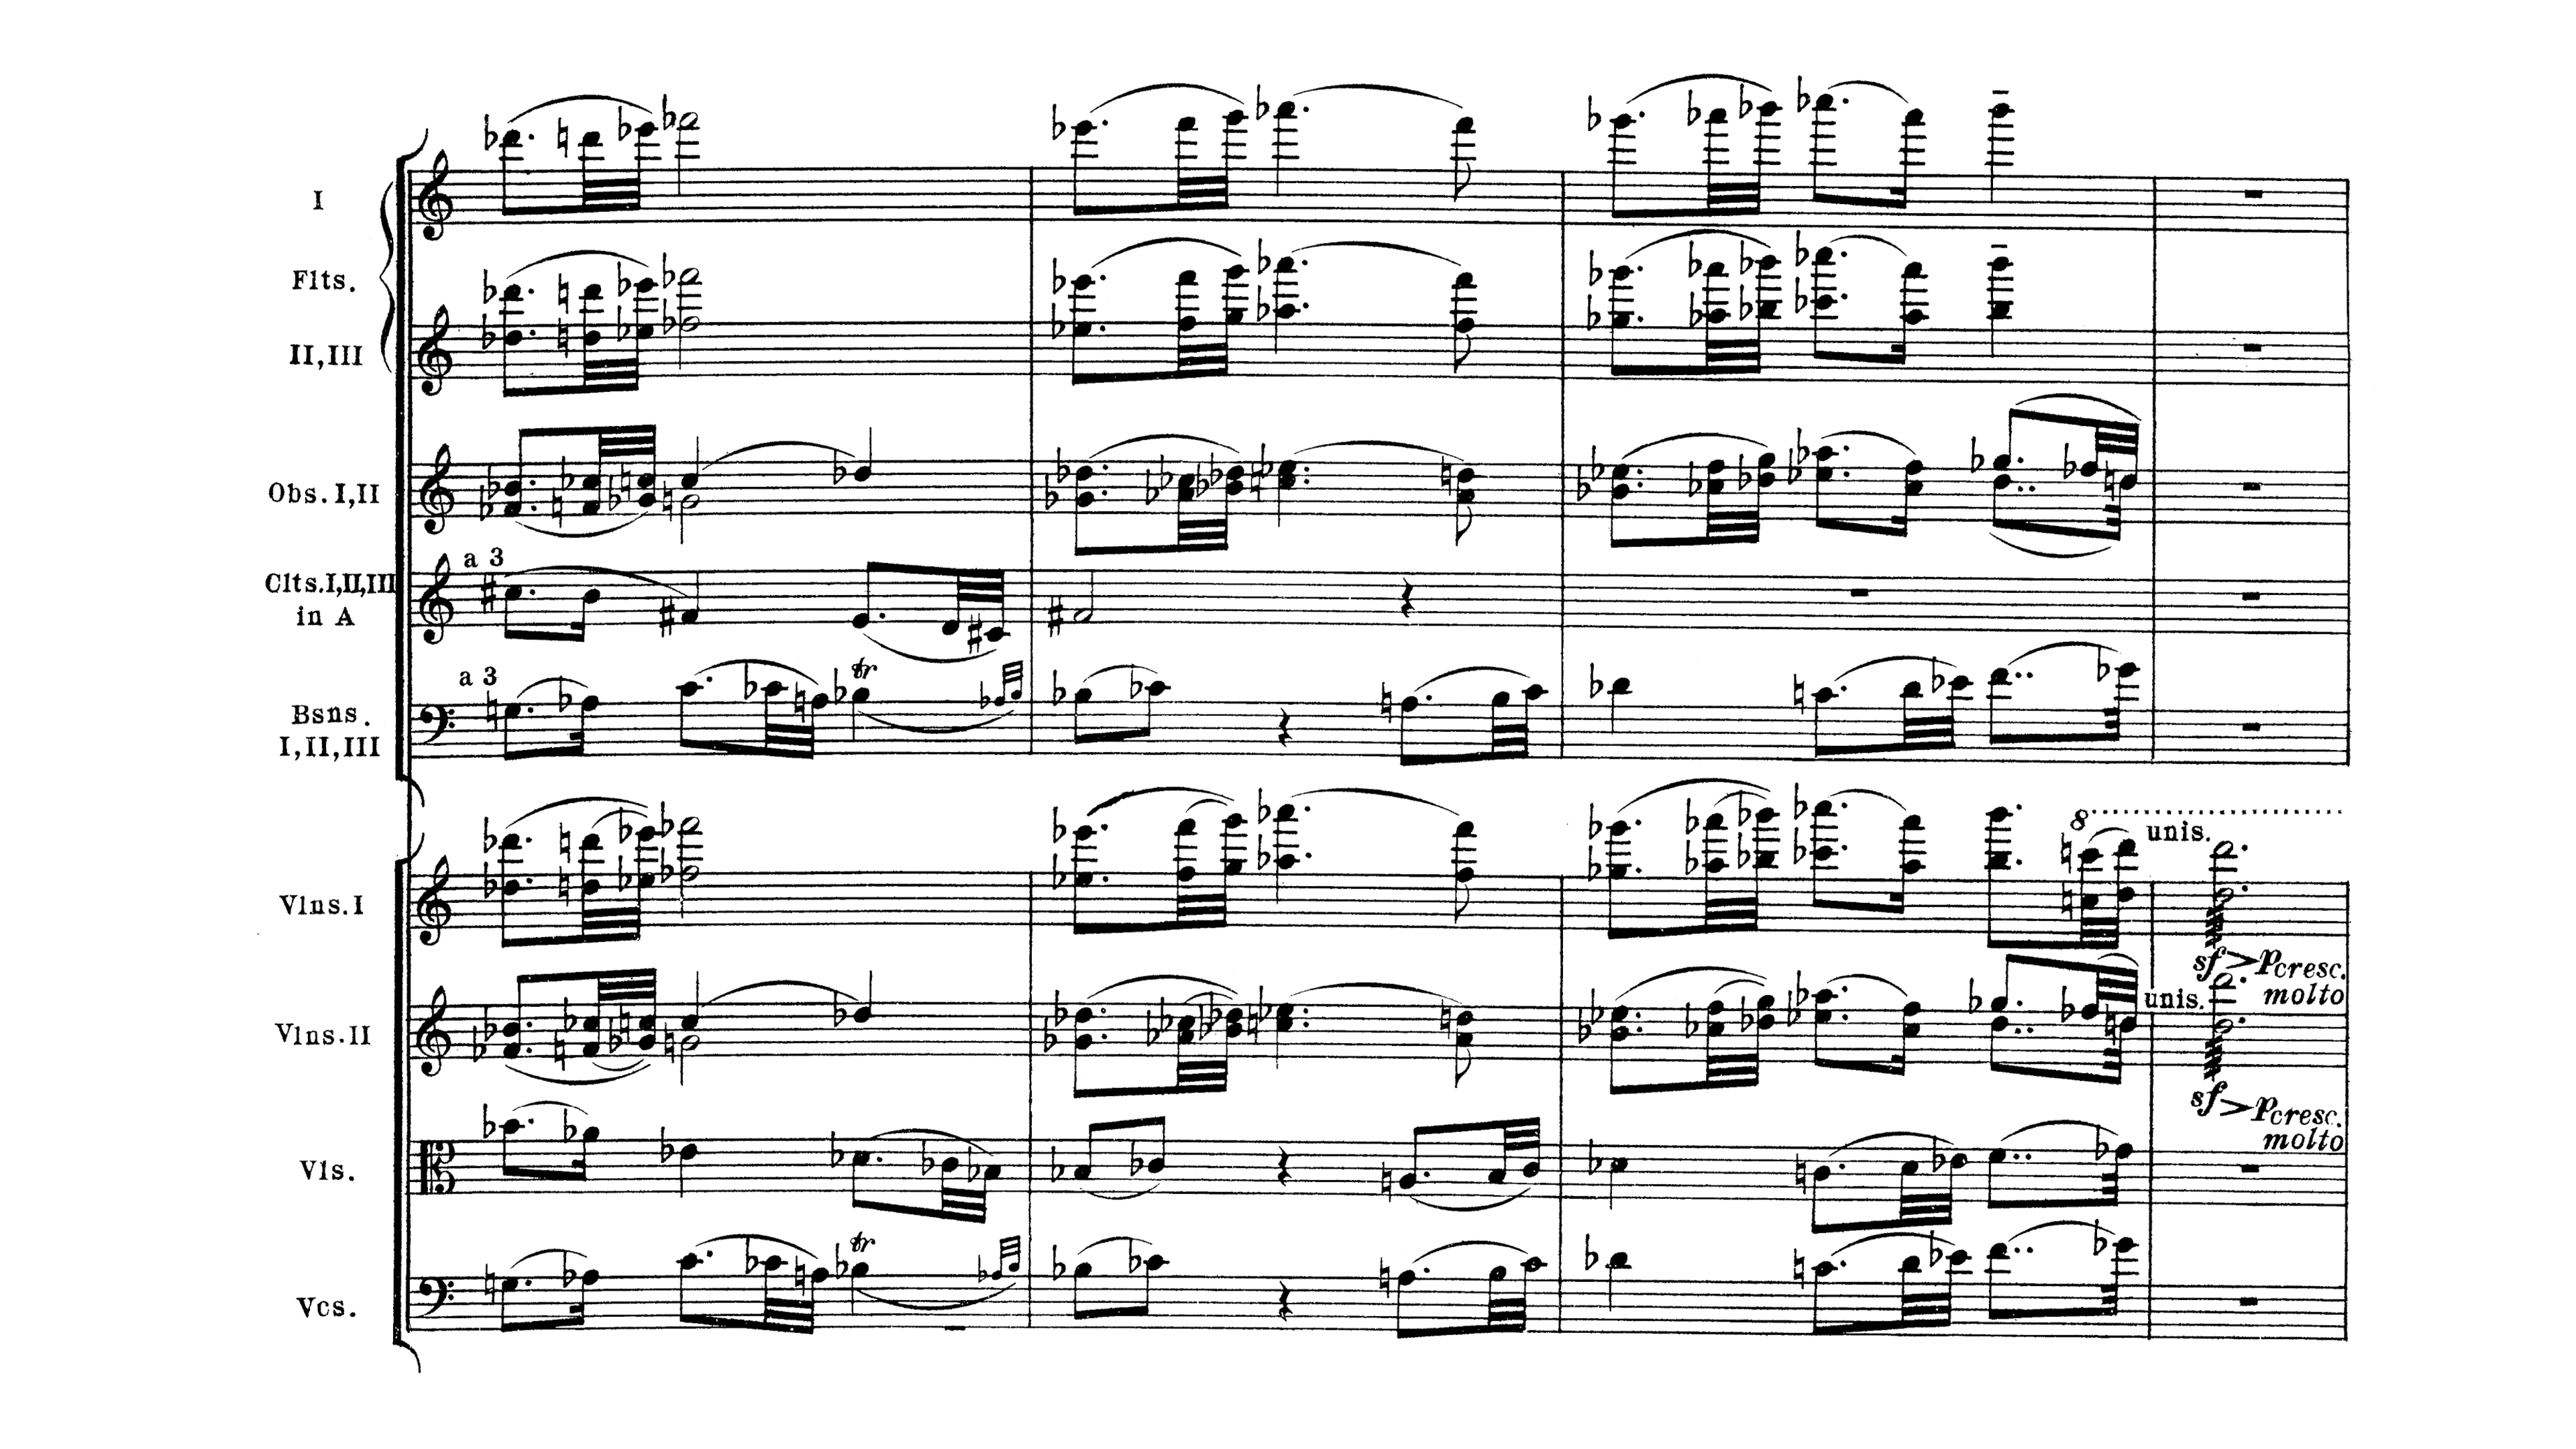 I
Flts.
II, III
Obs. I, II
a 3
Clts. I, II, III
in A
a 3
tr
Bsns.
I, II, III
8
unis.
Vlns. I
sf > p cresc.
molto
unis.
Vlns. II
sf > p cresc.
molto
Vls.
tr
Vcs.